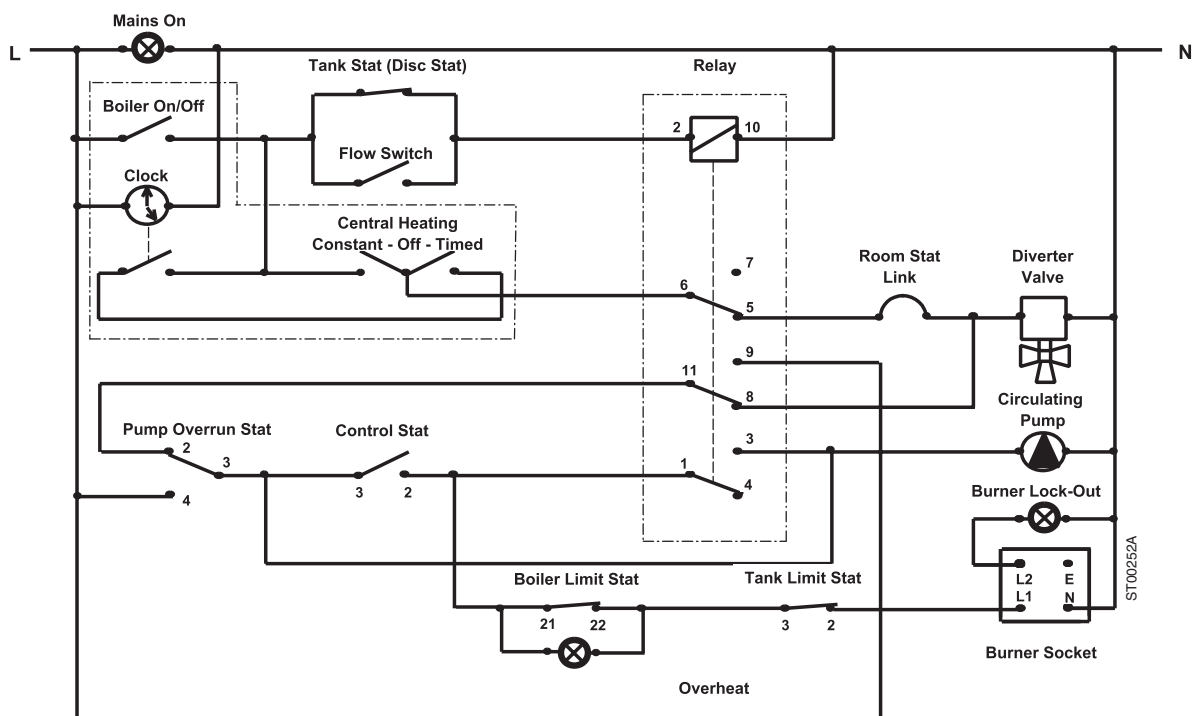 Mains On
L
N
Tank Stat (Disc Stat)
Relay
Boiler On/Off
2
10
Flow Switch
Clock
Central Heating
Constant - Off - Timed
7
Room Stat
Link
Diverter
Valve
6
5
9
11
8
Circulating
Pump
Pump Overrun Stat
Control Stat
2
3
3
1
3
2
4
4
Burner Lock-Out
ST00252A
Boiler Limit Stat
Tank Limit Stat
L2
E
L1
N
21
22
3
2
Burner Socket
Overheat